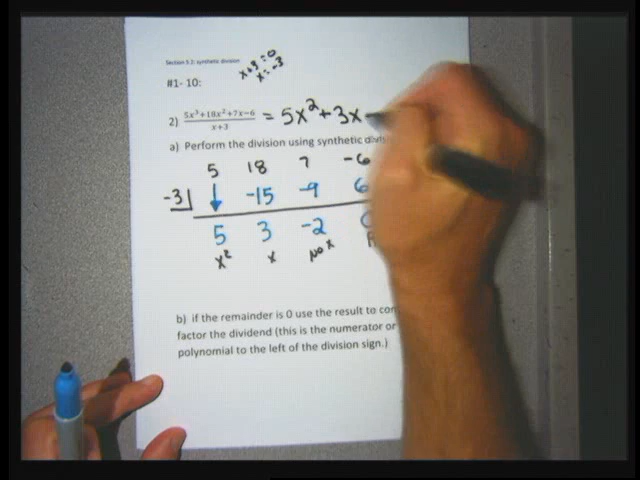 Section 5.2: synthetic division
x+3=0
x=-3
#1- 10:
2) 5x³+18x²+7x−6 / x+3 = 5x² + 3x -
a) Perform the division using synthetic
5 18 7 -6
-3 -15 -9 6
5 3 -2
x² x no x
b) if the remainder is 0 use the result to
factor the dividend (this is the numerator or
polynomial to the left of the division sign.)